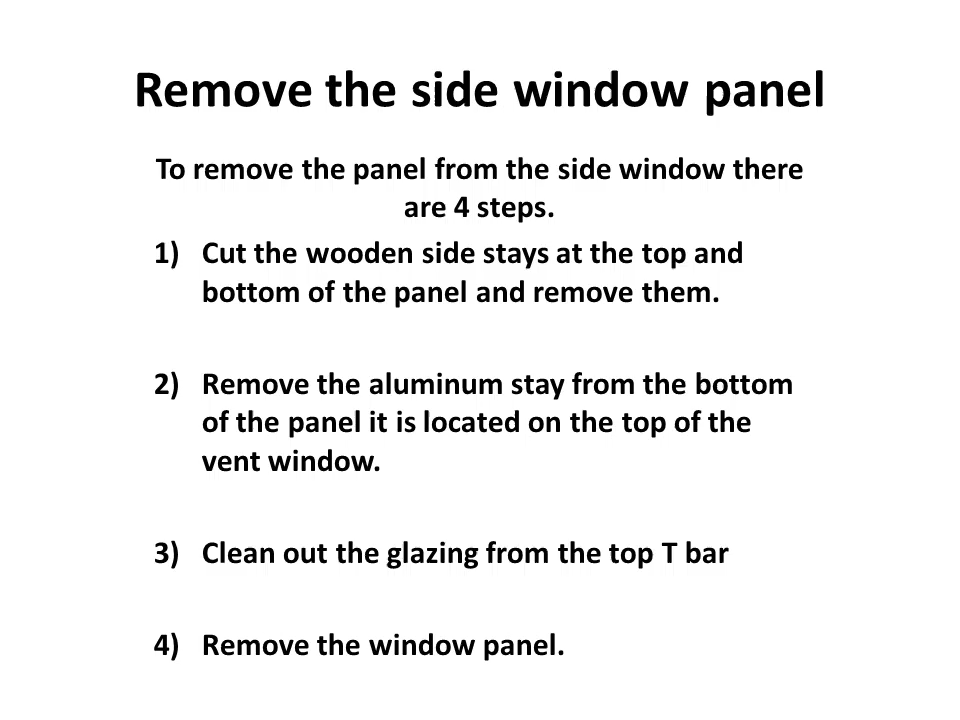 Remove the side window panel
To remove the panel from the side window there
are 4 steps.
1) Cut the wooden side stays at the top and
bottom of the panel and remove them.
2) Remove the aluminum stay from the bottom
of the panel it is located on the top of the
vent window.
3) Clean out the glazing from the top T bar
4) Remove the window panel.